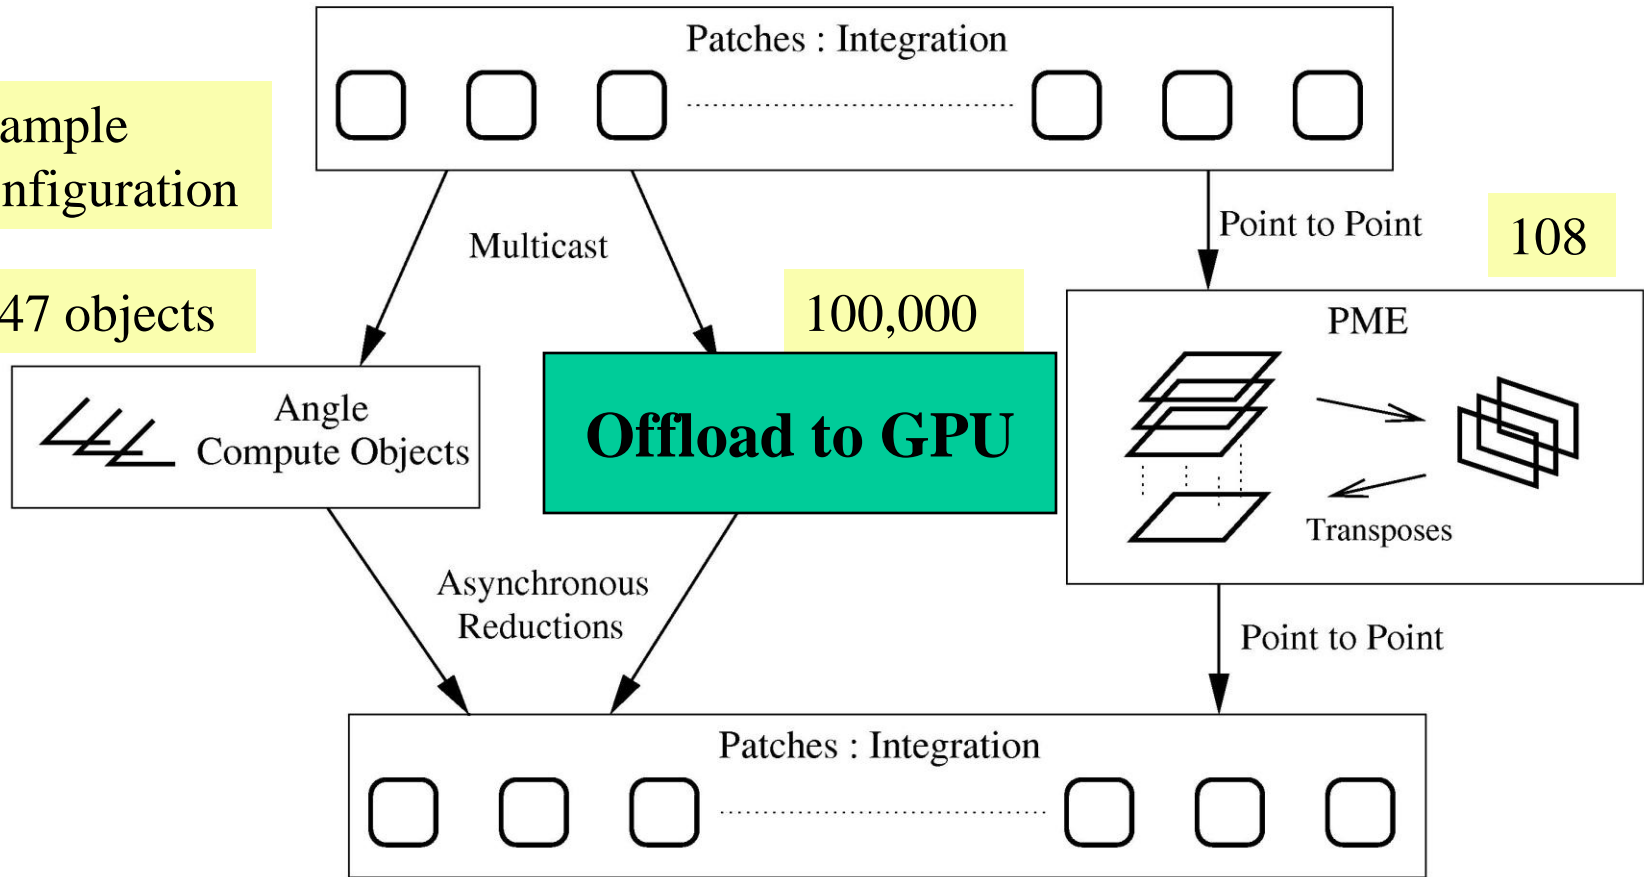 Patches : Integration
ample
nfiguration
Multicast
Point to Point
108
47 objects
100,000
PME
Angle
Compute Objects
Offload to GPU
Transposes
Asynchronous
Reductions
Point to Point
Patches : Integration